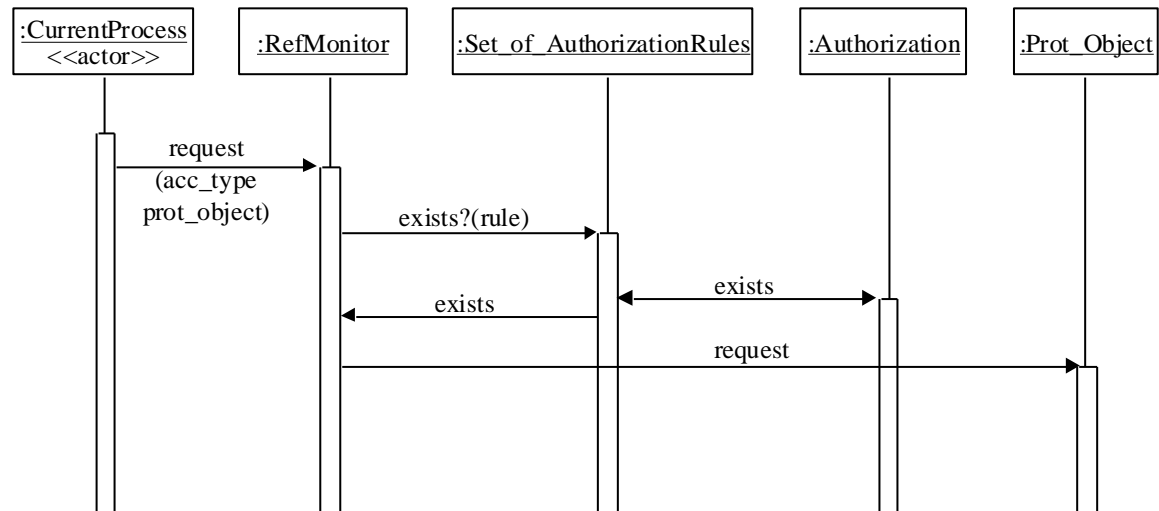 :CurrentProcess
<<actor>>
:RefMonitor
:Set_of_AuthorizationRules
:Authorization
:Prot_Object
request
(acc_type
prot_object)
exists?(rule)
exists
exists
request